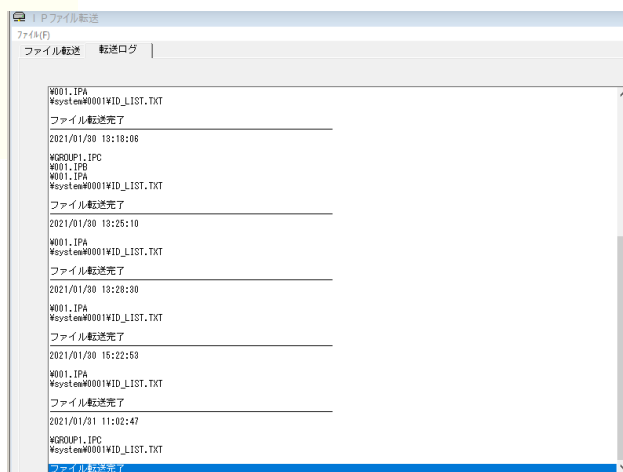 ＩＰファイル転送
ﾌｧｲﾙ(F)
ファイル転送 転送ログ
¥001.IPA
¥system¥0001¥ID_LIST.TXT
ファイル転送完了
2021/01/30 13:18:06
¥GROUP1.IPC
¥001.IPB
¥001.IPA
¥system¥0001¥ID_LIST.TXT
ファイル転送完了
2021/01/30 13:25:10
¥001.IPA
¥system¥0001¥ID_LIST.TXT
ファイル転送完了
2021/01/30 13:28:30
¥001.IPA
¥system¥0001¥ID_LIST.TXT
ファイル転送完了
2021/01/30 15:22:53
¥001.IPA
¥system¥0001¥ID_LIST.TXT
ファイル転送完了
2021/01/31 11:02:47
¥GROUP1.IPC
¥system¥0001¥ID_LIST.TXT
ファイル転送完了